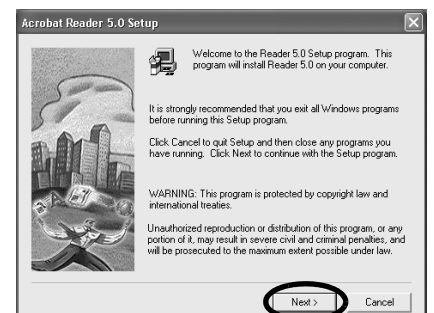 Acrobat Reader 5.0 Setup
Welcome to the Reader 5.0 Setup program. This
program will install Reader 5.0 on your computer.
It is strongly recommended that you exit all Windows programs
before running this Setup program.
Click Cancel to quit Setup and then close any programs you
have running. Click Next to continue with the Setup program.
WARNING: This program is protected by copyright law and
international treaties.
Unauthorized reproduction or distribution of this program, or any
portion of it, may result in severe civil and criminal penalties, and
will be prosecuted to the maximum extent possible under law.
Next > Cancel